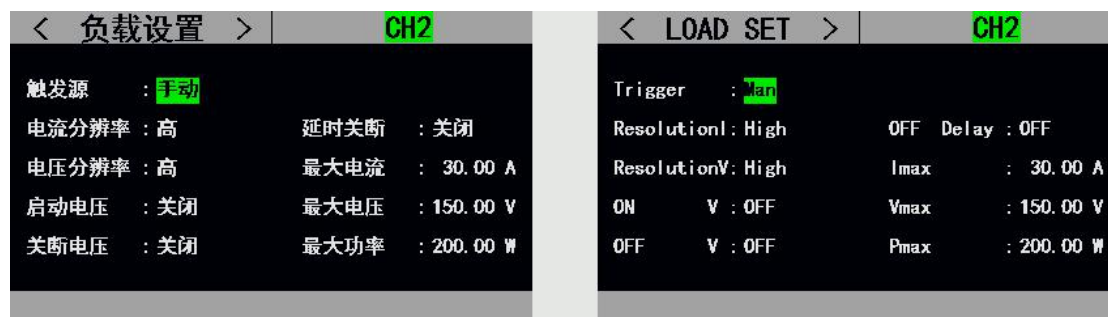 < 负载设置 > CH2
触发源 : 手动
电流分辨率 : 高 延时关断 : 关闭
电压分辨率 : 高 最大电流 : 30.00 A
启动电压 : 关闭 最大电压 : 150.00 V
关断电压 : 关闭 最大功率 : 200.00 W
< LOAD SET > CH2
Trigger : Man
ResolutionI: High OFF Delay : OFF
ResolutionV: High Imax : 30.00 A
ON V : OFF Vmax : 150.00 V
OFF V : OFF Pmax : 200.00 W